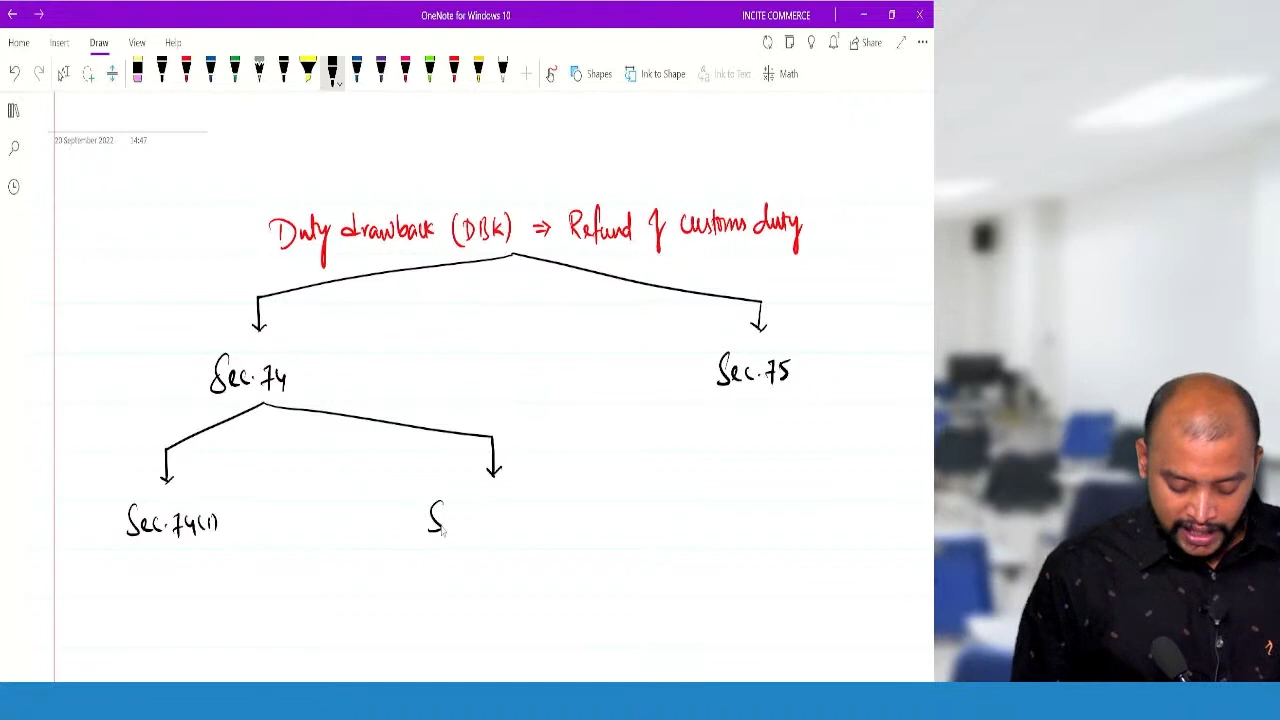 OneNote for Windows 10
INCITE COMMERCE
Home Insert Draw View Help
Share
Shapes Ink to Shape Ink to Text Math
20 September 2022 14:47
Duty drawback (DBK) ⇒ Refund of customs duty
Sec. 74 Sec. 75
Sec. 74(1) S